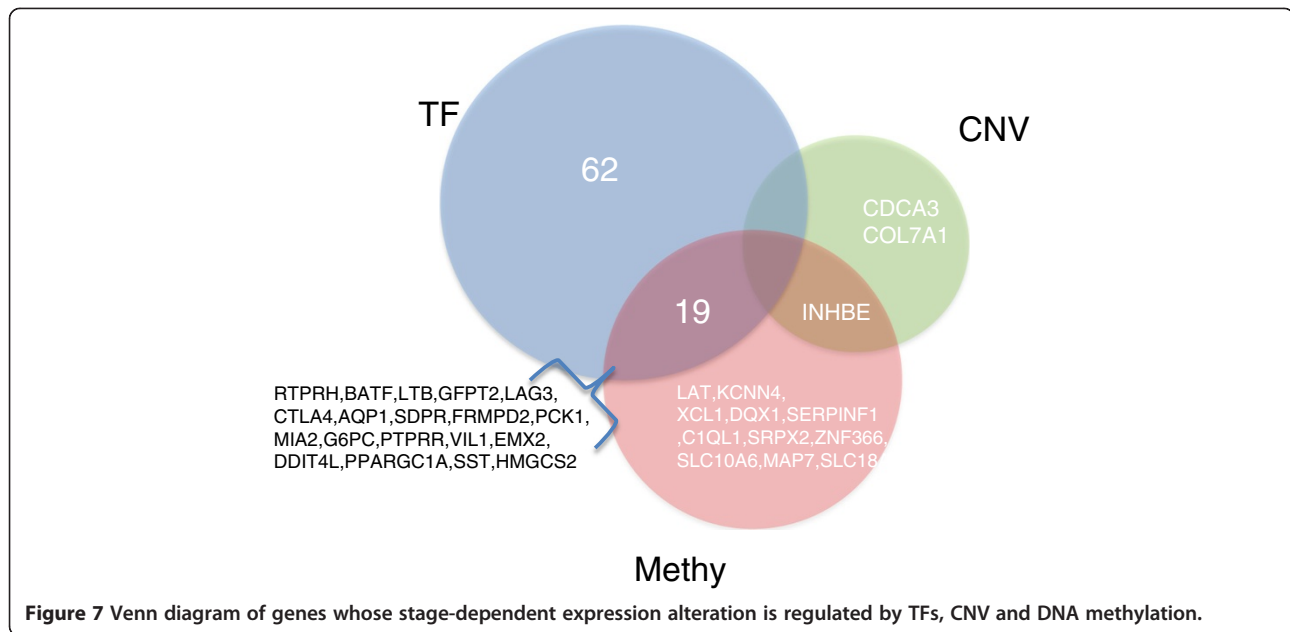 TF
CNV
62
CDCA3
COL7A1
19
INHBE
RTPRH,BATF,LTB,GFPT2,LAG3,
CTLA4,AQP1,SDPR,FRMPD2,PCK1,
MIA2,G6PC,PTPRR,VIL1,EMX2,
DDIT4L,PPARGC1A,SST,HMGCS2
LAT,KCNN4,
XCL1,DQX1,SERPINF1
,C1QL1,SRPX2,ZNF366,
SLC10A6,MAP7,SLC18
Methy
Figure 7 Venn diagram of genes whose stage-dependent expression alteration is regulated by TFs, CNV and DNA methylation.